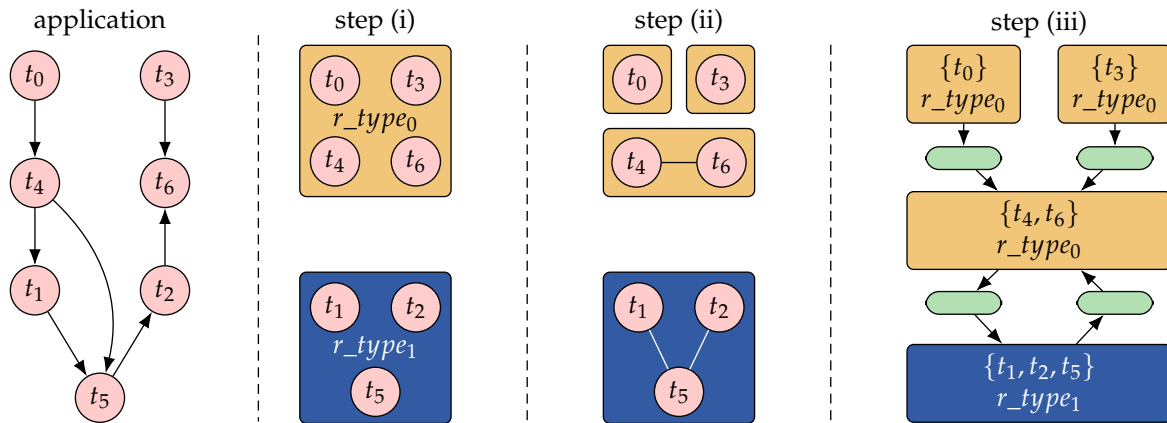 application
t₀
t₃
t₄
t₆
t₁
t₂
t₅
step (i)
t₀ t₃
r_type₀
t₄ t₆
t₁ t₂
r_type₁
t₅
step (ii)
t₀ t₃
t₄ t₆
t₁ t₂
t₅
step (iii)
{t₀}
r_type₀
{t₃}
r_type₀
{t₄, t₆}
r_type₀
{t₁, t₂, t₅}
r_type₁